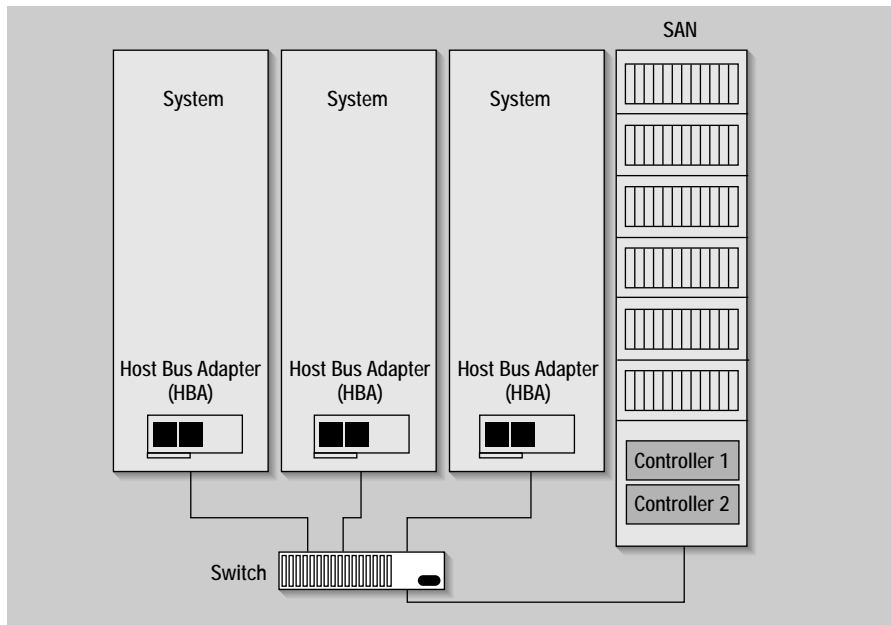 SAN
System
System
System
Host Bus Adapter
(HBA)
Host Bus Adapter
(HBA)
Host Bus Adapter
(HBA)
Controller 1
Controller 2
Switch